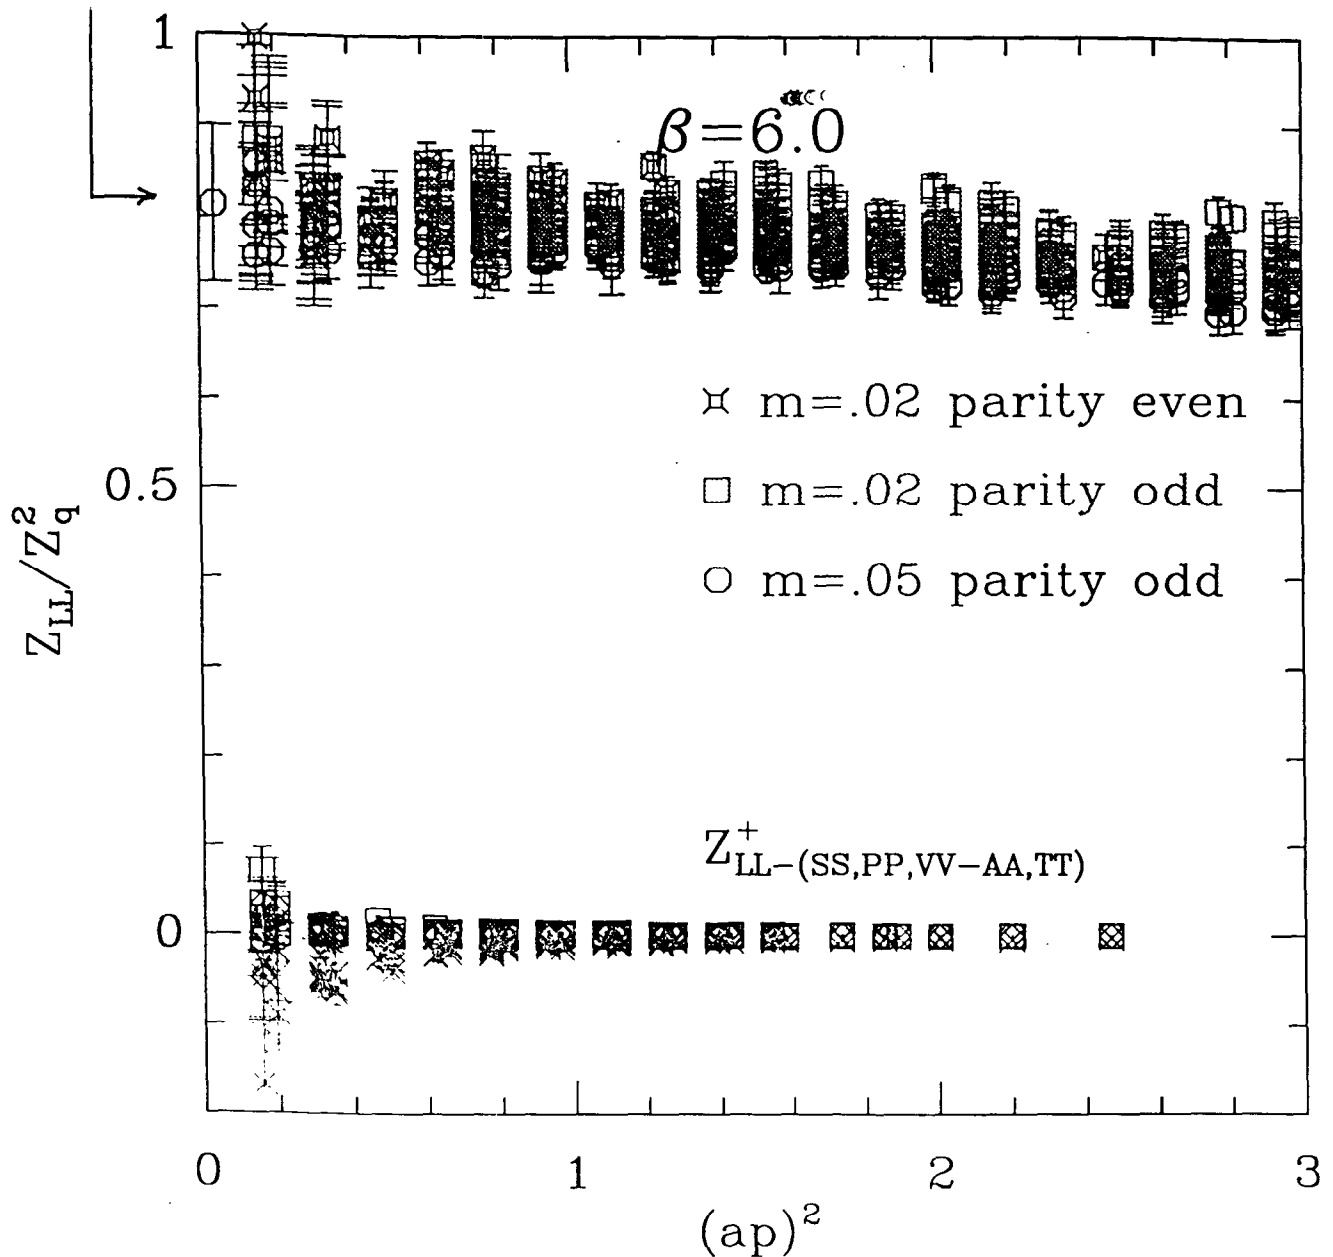 1
β=6.0
m=.02 parity even
0.5
m=.02 parity odd
m=.05 parity odd
Z_LL/Z_q^2
Z^+_LL-(SS,PP,VV-AA,TT)
0
0 1 2 3
(ap)^2